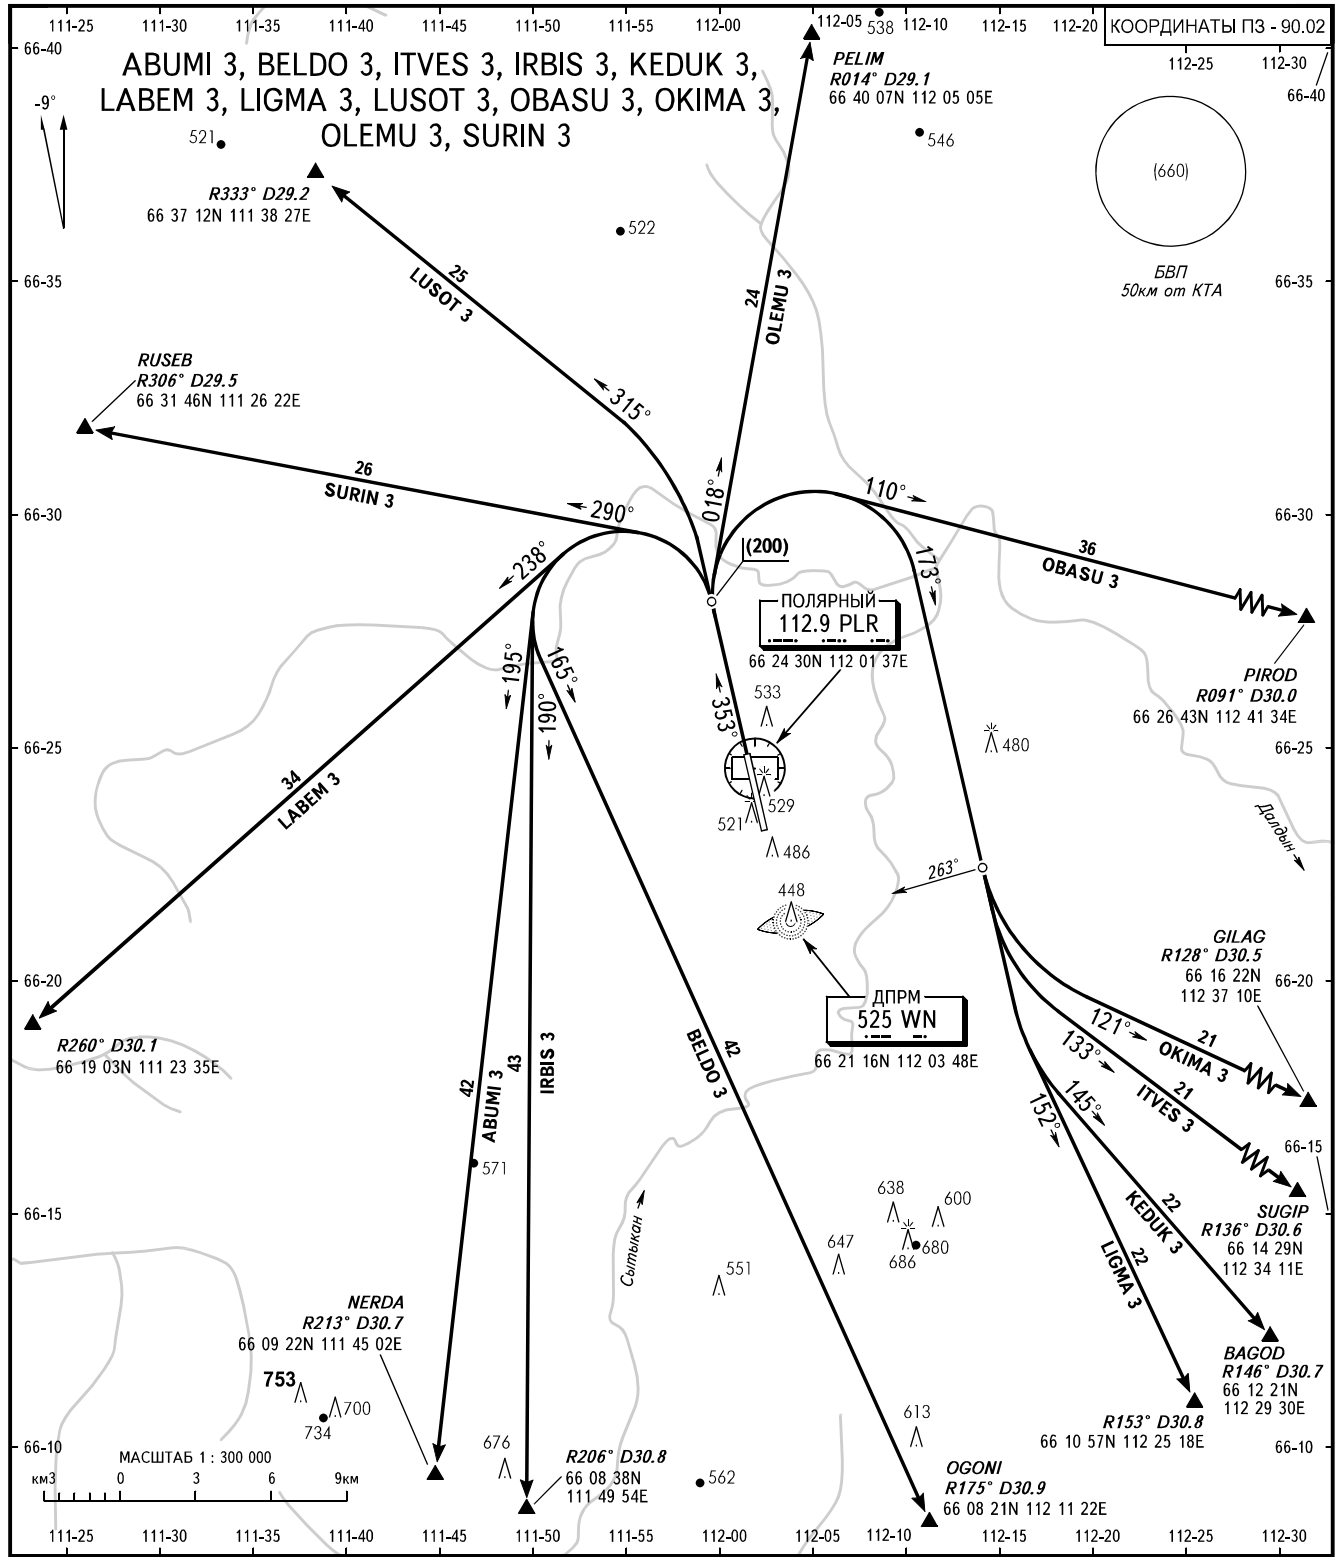 111-25
111-30
111-35
111-40
111-45
111-50
111-55
112-00
112-05
112-10
112-15
112-20
КООРДИНАТЫ ПЗ - 90.02
112-25
112-30
66-40
66-40
ABUMI 3, BELDO 3, ITVES 3, IRBIS 3, KEDUK 3,
LABEM 3, LIGMA 3, LUSOT 3, OBASU 3, OKIMA 3,
OLEMU 3, SURIN 3
-9°
538
PELIM
R014° D29.1
66 40 07N 112 05 05E
521
546
(660)
БВП
50км от КТА
R333° D29.2
66 37 12N 111 38 27E
522
66-35
66-35
25
LUSOT 3
24
OLEMU 3
RUSEB
R306° D29.5
66 31 46N 111 26 22E
315°
26
SURIN 3
290°
018°
110°
66-30
66-30
238°
(200)
173°
36
OBASU 3
ПОЛЯРНЫЙ
112.9 PLR
66 24 30N 112 01 37E
195°
165°
190°
353°
533
PIROD
R091° D30.0
66 26 43N 112 41 34E
66-25
66-25
480
34
LABEM 3
529
521
486
Далдын
263°
448
GILAG
R128° D30.5
66 16 22N
112 37 10E
66-20
66-20
ДПРМ
525 WN
66 21 16N 112 03 48E
R260° D30.1
66 19 03N 111 23 35E
121°
21
OKIMA 3
133°
21
ITVES 3
42
ABUMI 3
43
IRBIS 3
42
BELDO 3
145°
152°
66-15
571
66-15
638
600
647
680
686
22
KEDUK 3
22
LIGMA 3
SUGIP
R136° D30.6
66 14 29N
112 34 11E
Сытыкан
551
NERDA
R213° D30.7
66 09 22N 111 45 02E
753
700
734
BAGOD
R146° D30.7
66 12 21N
112 29 30E
613
R153° D30.8
66 10 57N 112 25 18E
66-10
66-10
МАСШТАБ 1 : 300 000
км3 0 3 6 9км
676
R206° D30.8
66 08 38N
111 49 54E
562
OGONI
R175° D30.9
66 08 21N 112 11 22E
111-25
111-30
111-35
111-40
111-45
111-50
111-55
112-00
112-05
112-10
112-15
112-20
112-25
112-30